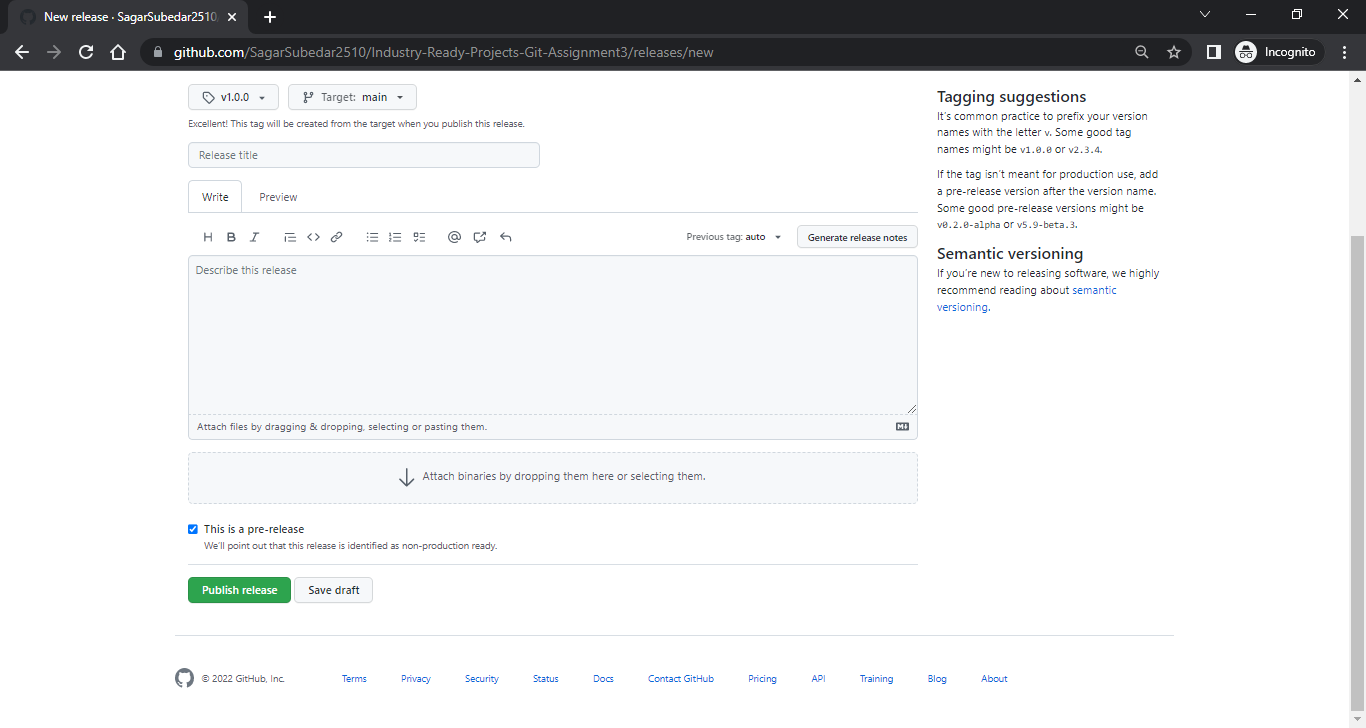 New release · SagarSubedar2510
github.com/SagarSubedar2510/Industry-Ready-Projects-Git-Assignment3/releases/new
Incognito
v1.0.0
Target: main
Excellent! This tag will be created from the target when you publish this release.
Release title
Write Preview
H B I
Previous tag: auto
Generate release notes
Describe this release
Attach files by dragging & dropping, selecting or pasting them.
Attach binaries by dropping them here or selecting them.
This is a pre-release
We'll point out that this release is identified as non-production ready.
Publish release Save draft
Tagging suggestions
It's common practice to prefix your version
names with the letter v. Some good tag
names might be v1.0.0 or v2.3.4.
If the tag isn't meant for production use, add
a pre-release version after the version name.
Some good pre-release versions might be
v0.2.0-alpha or v5.9-beta.3.
Semantic versioning
If you're new to releasing software, we highly
recommend reading about semantic
versioning.
© 2022 GitHub, Inc. Terms Privacy Security Status Docs Contact GitHub Pricing API Training Blog About